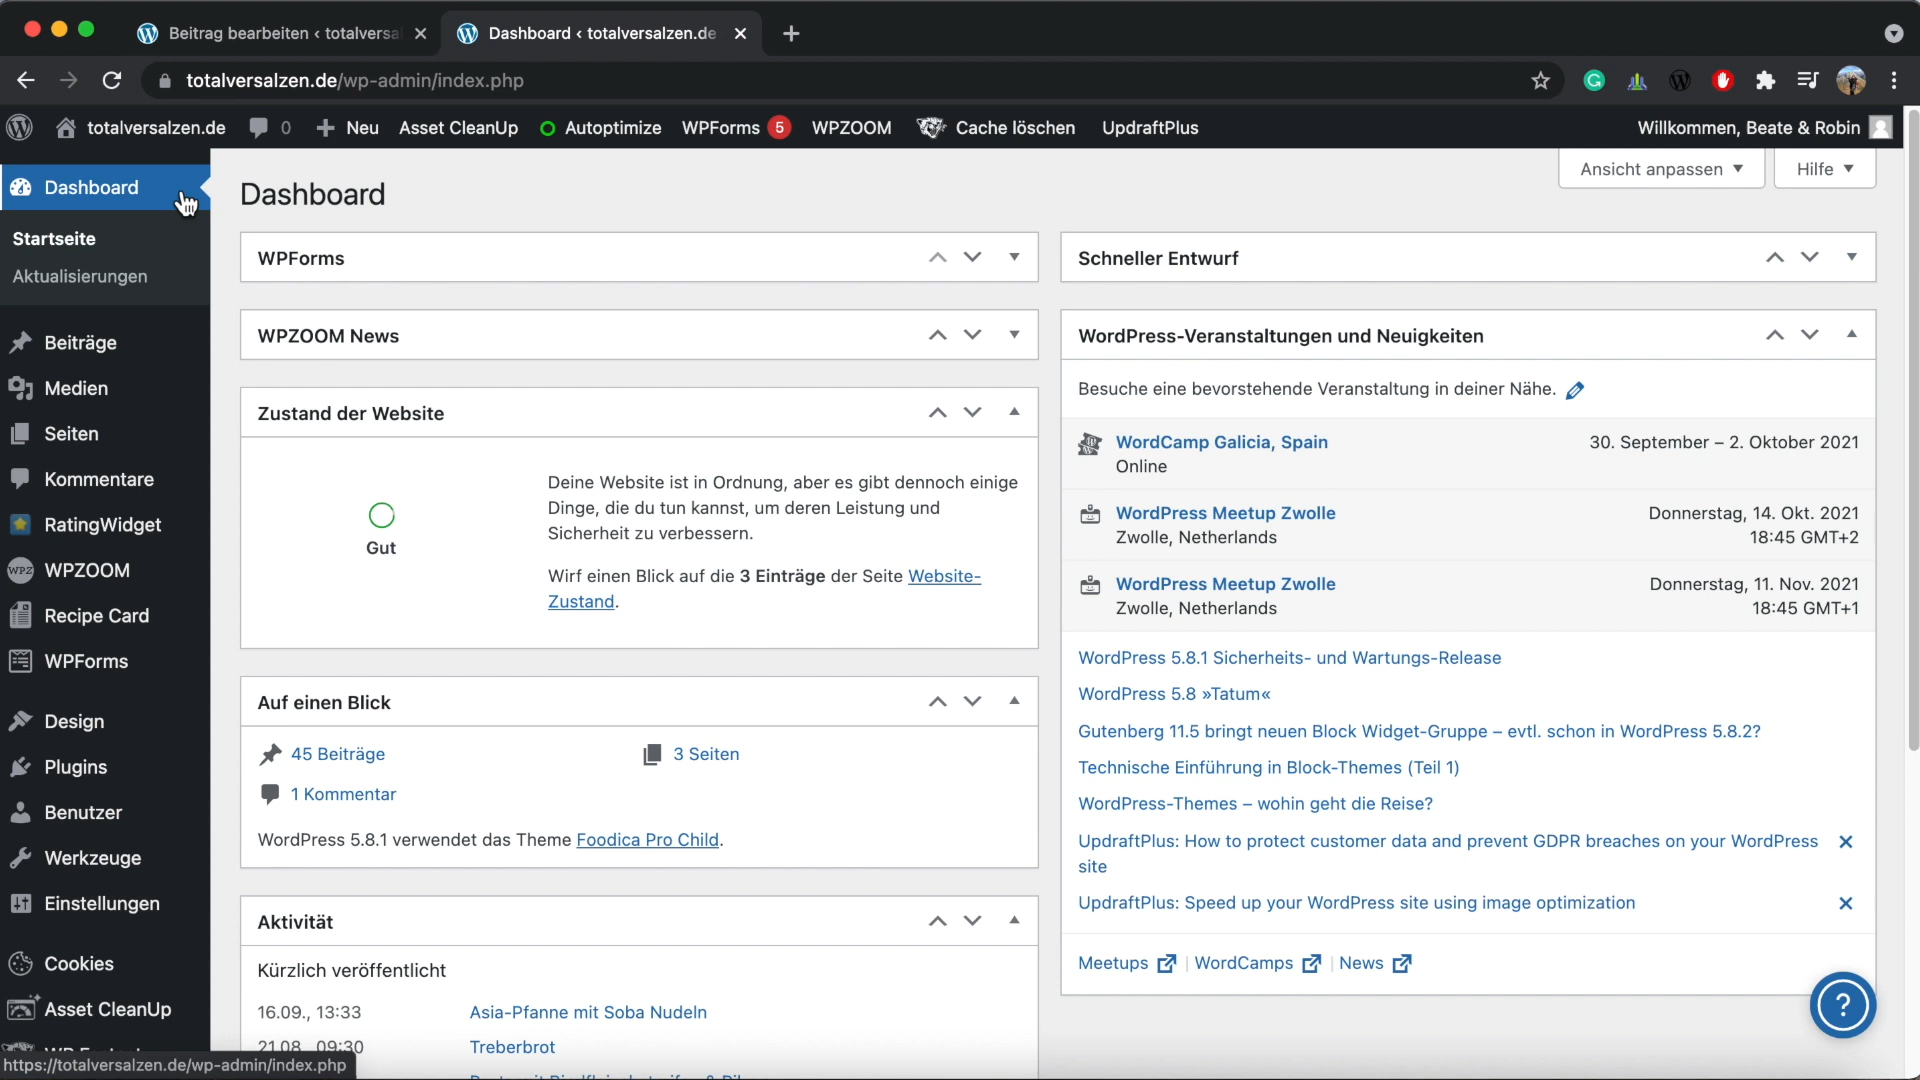 Beitrag bearbeiten ‹ totalversal
Dashboard ‹ totalversalzen.de
totalversalzen.de/wp-admin/index.php
totalversalzen.de
0
Neu
Asset CleanUp
Autoptimize
WPForms 5
WPZOOM
Cache löschen
UpdraftPlus
Willkommen, Beate & Robin
Dashboard
Startseite
Aktualisierungen
Beiträge
Medien
Seiten
Kommentare
RatingWidget
WPZOOM
Recipe Card
WPForms
Design
Plugins
Benutzer
Werkzeuge
Einstellungen
Cookies
Asset CleanUp
https://totalversalzen.de/wp-admin/index.php
Ansicht anpassen
Hilfe
Dashboard
WPForms
WPZOOM News
Zustand der Website
Gut
Deine Website ist in Ordnung, aber es gibt dennoch einige
Dinge, die du tun kannst, um deren Leistung und
Sicherheit zu verbessern.
Wirf einen Blick auf die 3 Einträge der Seite Website-
Zustand.
Auf einen Blick
45 Beiträge
3 Seiten
1 Kommentar
WordPress 5.8.1 verwendet das Theme Foodica Pro Child.
Aktivität
Kürzlich veröffentlicht
16.09., 13:33 Asia-Pfanne mit Soba Nudeln
21.08., 09:30 Treberbrot
Schneller Entwurf
WordPress-Veranstaltungen und Neuigkeiten
Besuche eine bevorstehende Veranstaltung in deiner Nähe.
WordCamp Galicia, Spain 30. September – 2. Oktober 2021
Online
WordPress Meetup Zwolle Donnerstag, 14. Okt. 2021
Zwolle, Netherlands 18:45 GMT+2
WordPress Meetup Zwolle Donnerstag, 11. Nov. 2021
Zwolle, Netherlands 18:45 GMT+1
WordPress 5.8.1 Sicherheits- und Wartungs-Release
WordPress 5.8 »Tatum«
Gutenberg 11.5 bringt neuen Block Widget-Gruppe – evtl. schon in WordPress 5.8.2?
Technische Einführung in Block-Themes (Teil 1)
WordPress-Themes – wohin geht die Reise?
UpdraftPlus: How to protect customer data and prevent GDPR breaches on your WordPress
site
UpdraftPlus: Speed up your WordPress site using image optimization
Meetups | WordCamps | News
?